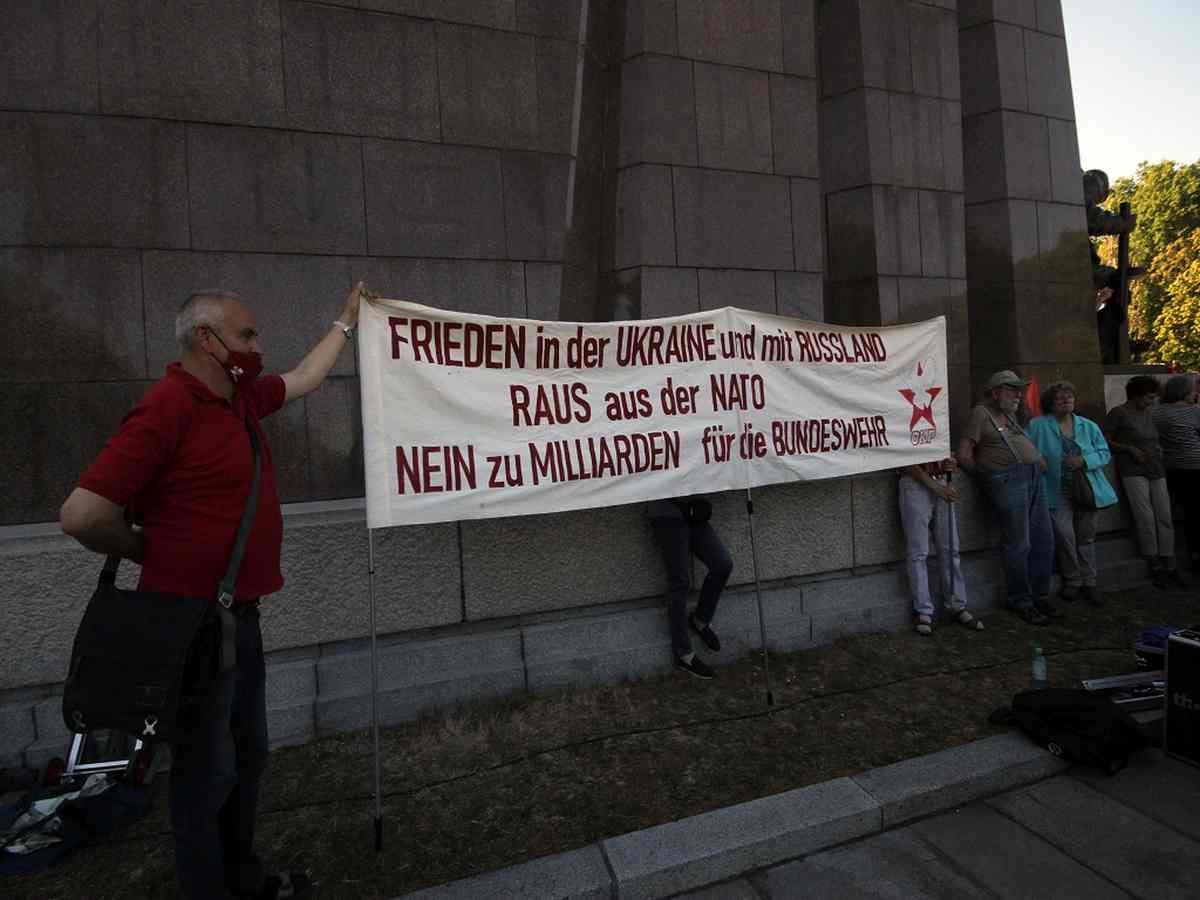 FRIEDEN in der UKRAINE und mit RUSSLAND
RAUS aus der NATO
NEIN zu MILLIARDEN für die BUNDESWEHR
DKP